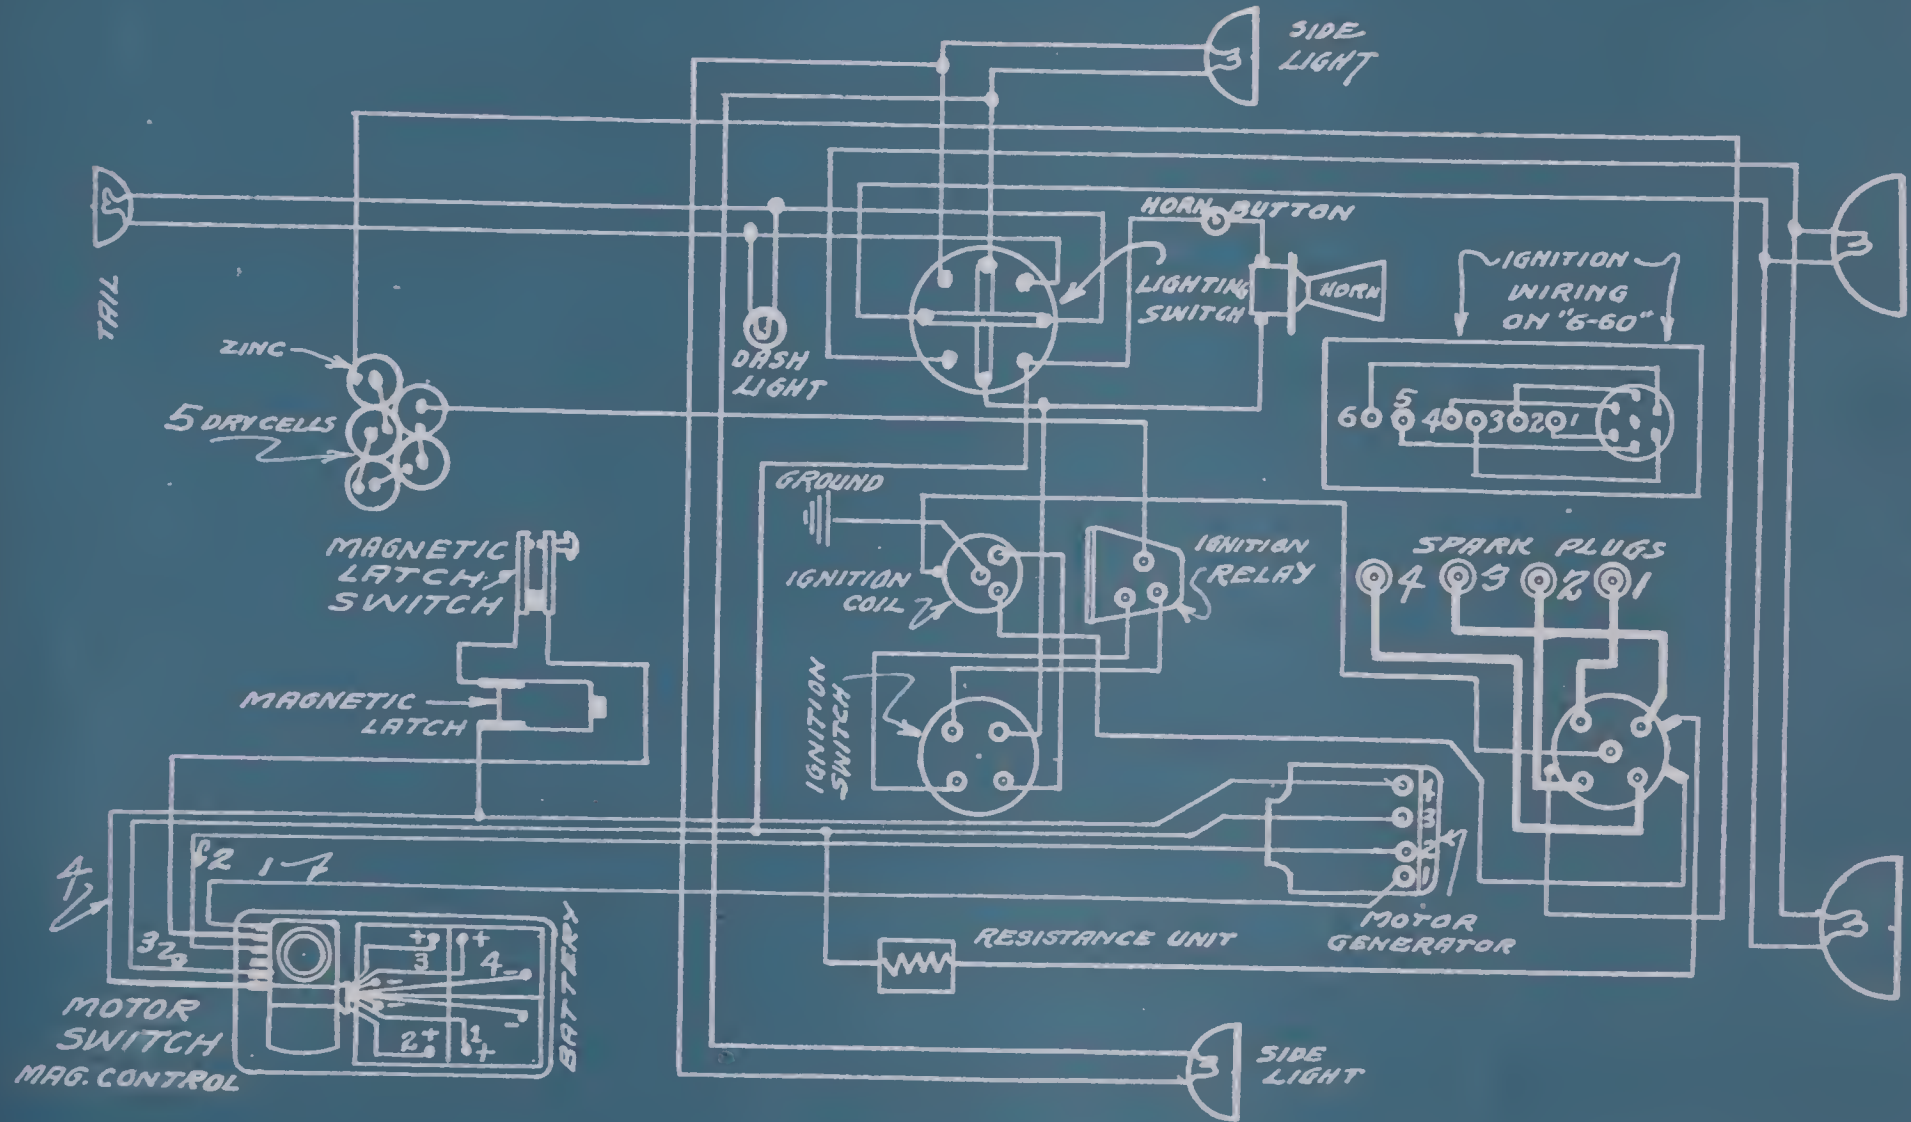 SIDE
LIGHT
HORN BUTTON
LIGHTING
SWITCH
HORN
IGNITION
WIRING
ON "6-60"
6 5 4 3 2 1
TAIL
ZINC
5 DRY CELLS
DASH
LIGHT
GROUND
MAGNETIC
LATCH
SWITCH
IGNITION
COIL
IGNITION
RELAY
SPARK PLUGS
4 3 2 1
MAGNETIC
LATCH
IGNITION
SWITCH
4
3
2
1
MOTOR
GENERATOR
4
2
1
3
RESISTANCE UNIT
BATTERY
+ +
3 4 -
-
-
-
2+ 1+
MOTOR
SWITCH
MAG. CONTROL
SIDE
LIGHT